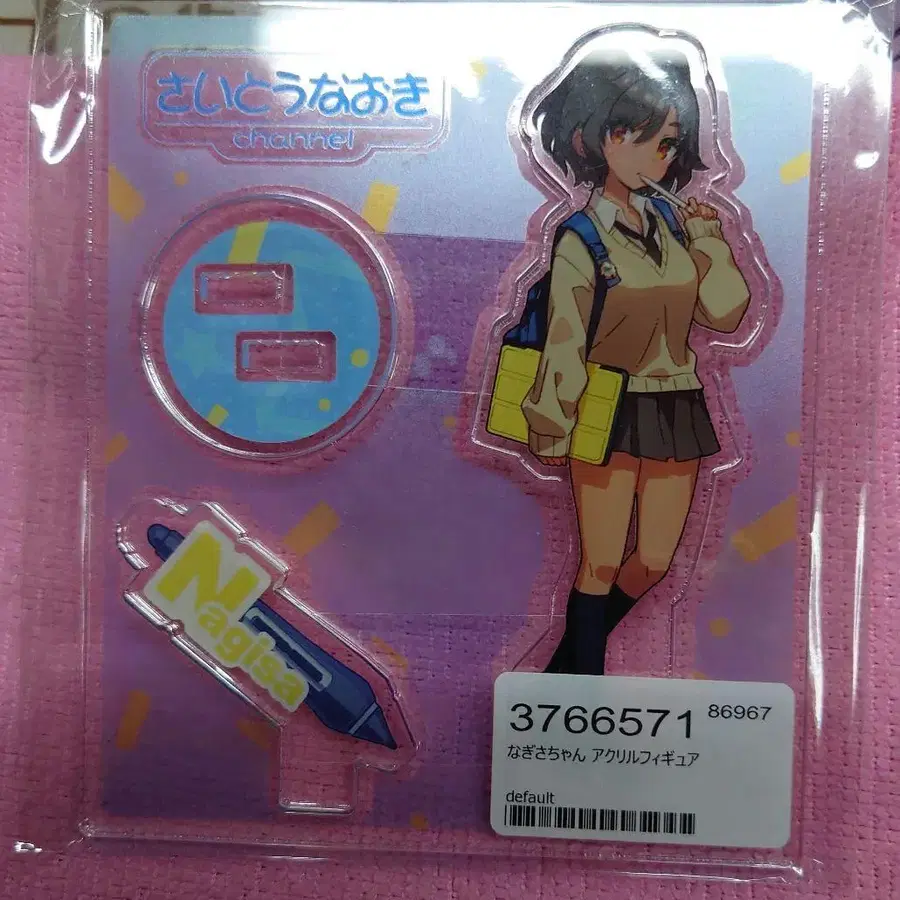 さいとうなおき
channel
Nagisa
3766571 86967
なぎさちゃん アクリルフィギュア
default